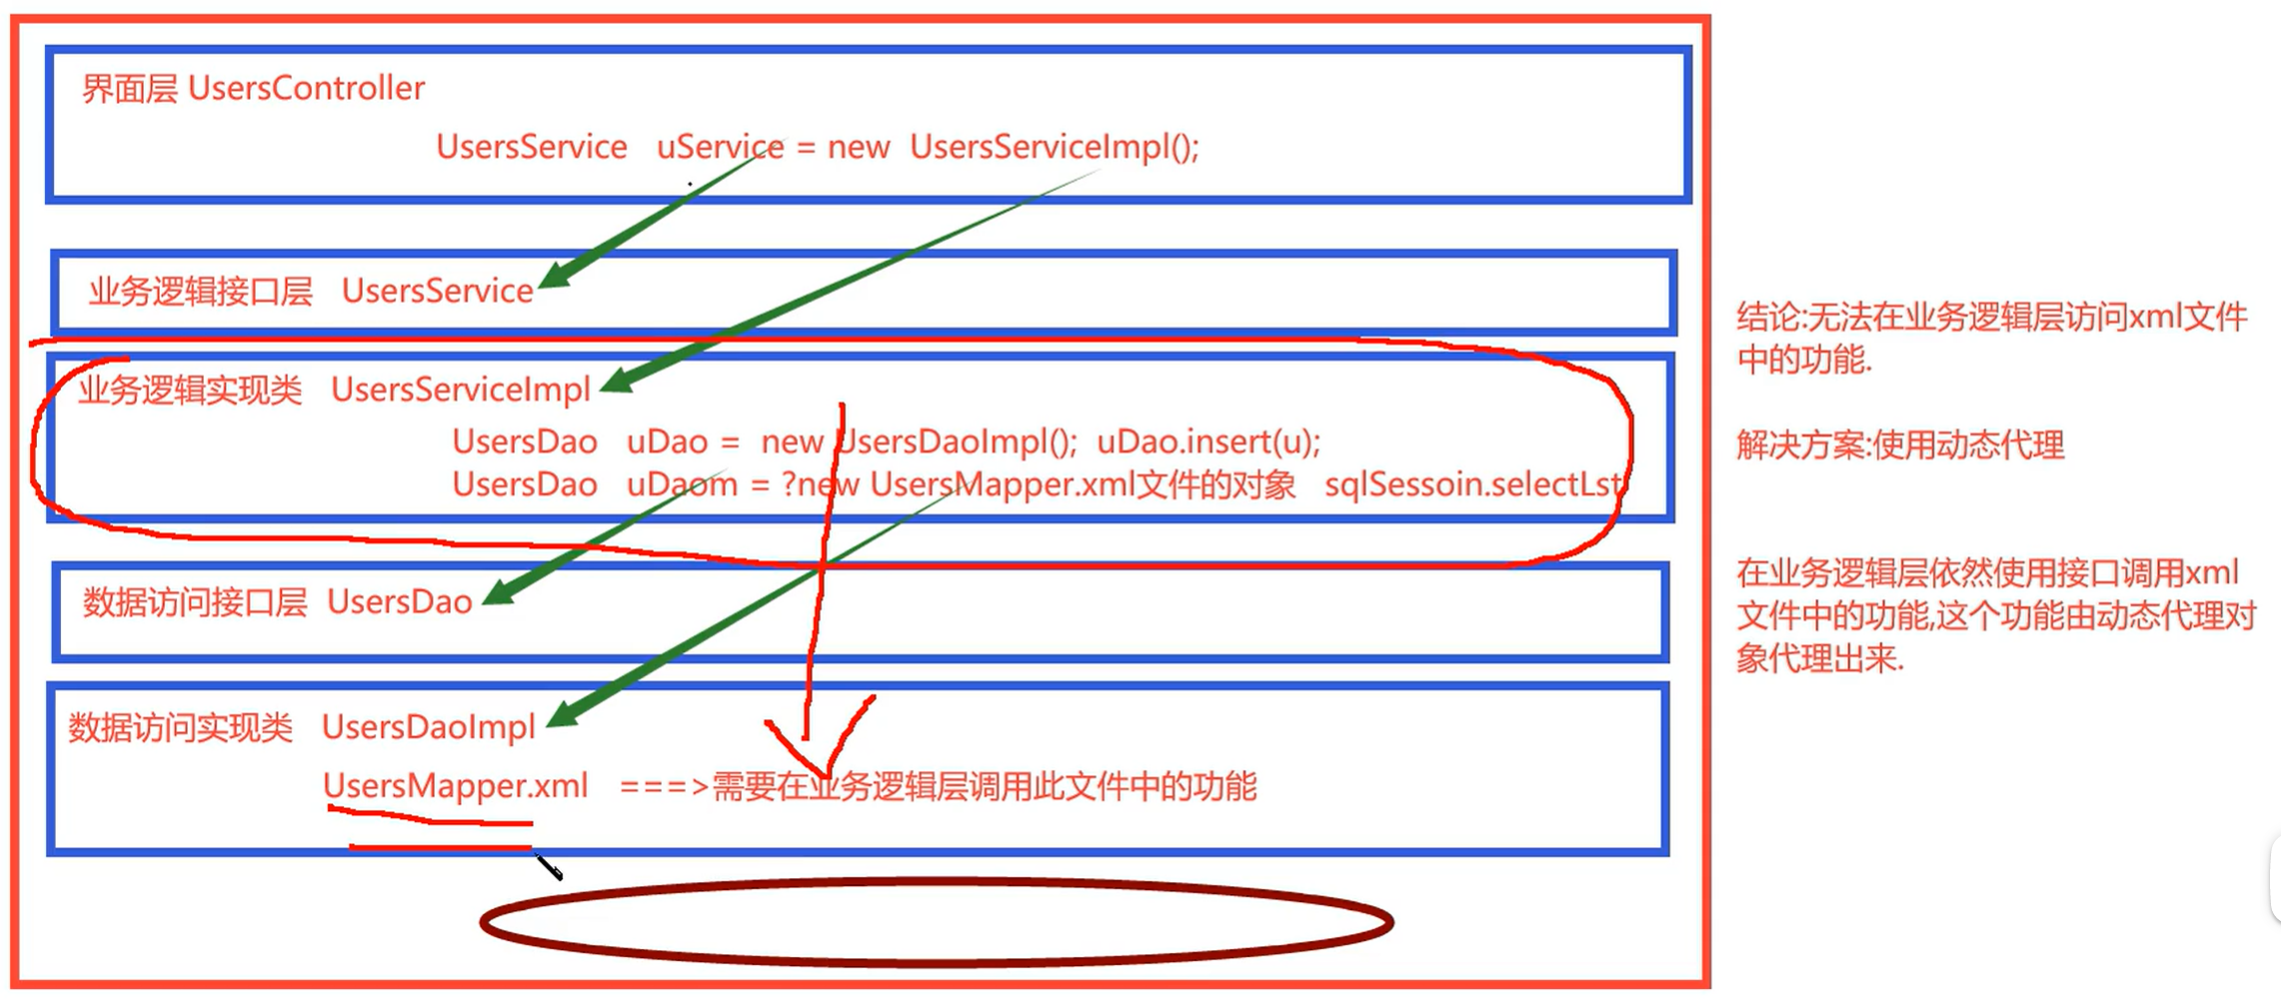 界面层 UsersController
UsersService uService = new UsersServiceImpl();
业务逻辑接口层 UsersService
业务逻辑实现类 UsersServiceImpl
UsersDao uDao = new UsersDaoImpl(); uDao.insert(u);
UsersDao uDaom = ?new UsersMapper.xml文件的对象 sqlSessoin.selectLst
数据访问接口层 UsersDao
数据访问实现类 UsersDaoImpl
UsersMapper.xml ===>需要在业务逻辑层调用此文件中的功能
结论:无法在业务逻辑层访问xml文件
中的功能.
解决方案:使用动态代理
在业务逻辑层依然使用接口调用xml
文件中的功能,这个功能由动态代理对
象代理出来.